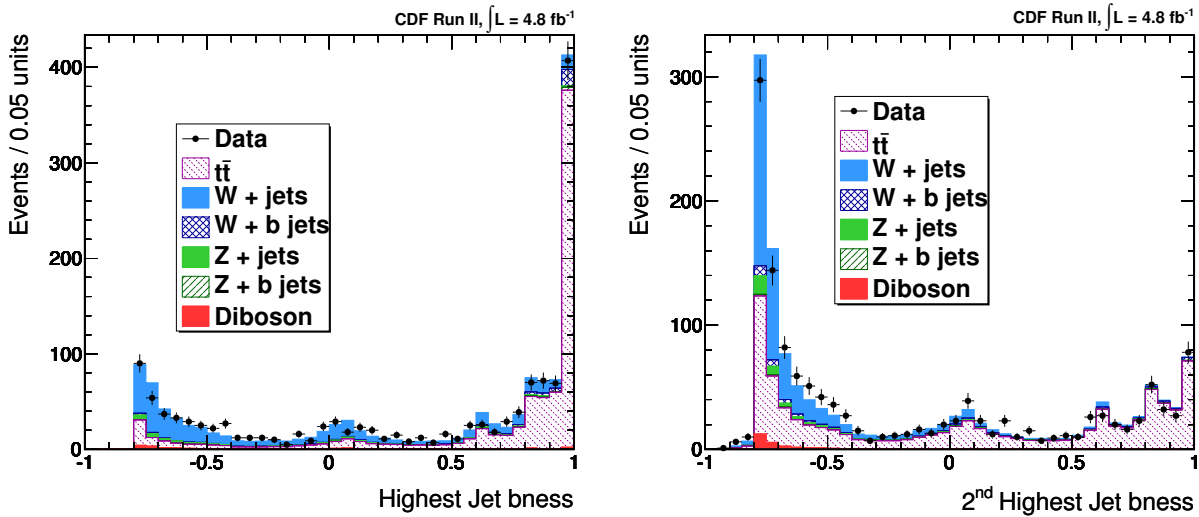 CDF Run II, ∫L = 4.8 fb⁻¹
Events / 0.05 units
400
300
200
100
0
Data
tt̄
W + jets
W + b jets
Z + jets
Z + b jets
Diboson
-1
-0.5
0
0.5
1
Highest Jet bness
CDF Run II, ∫L = 4.8 fb⁻¹
Events / 0.05 units
300
200
100
0
Data
tt̄
W + jets
W + b jets
Z + jets
Z + b jets
Diboson
-1
-0.5
0
0.5
1
2ⁿᵈ Highest Jet bness